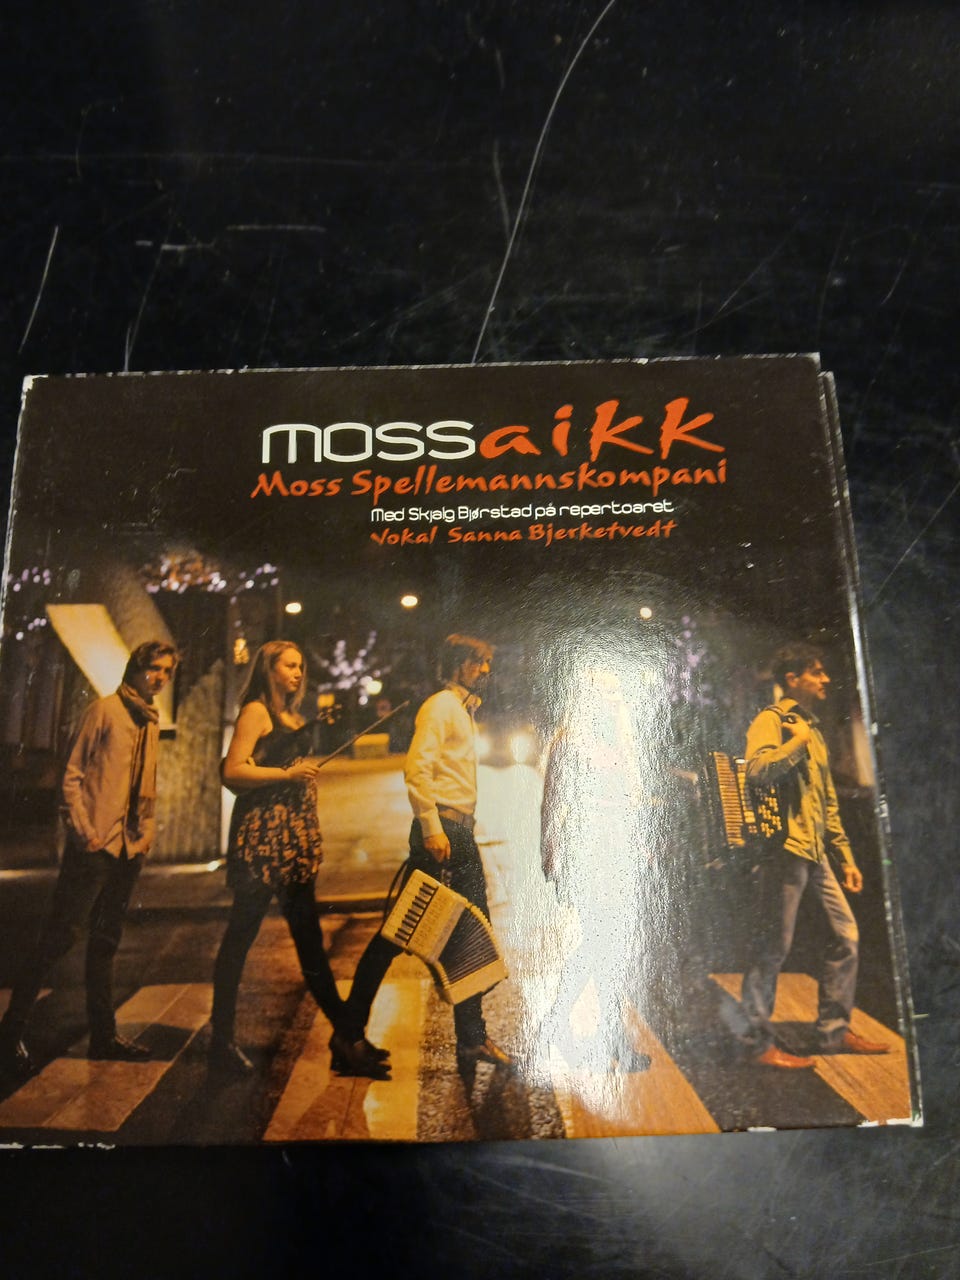 mossaikk
Moss Spellemannskompani
Med Skjalg Bjørstad på repertoaret
Vokal Sanna Bjerketvedt